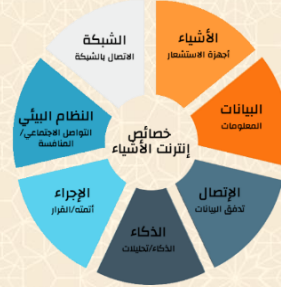 خصائص
إنترنت الأشياء
الأشياء
أجهزة الاستشعار
البيانات
المعلومات
الإتصال
تدفق البيانات
الذكاء
الذكاء/تحليلات
الإجراء
أتمته/القرار
النظام البيئي
التواصل الاجتماعي/
المنافسة
الشبكة
الاتصال بالشبكة